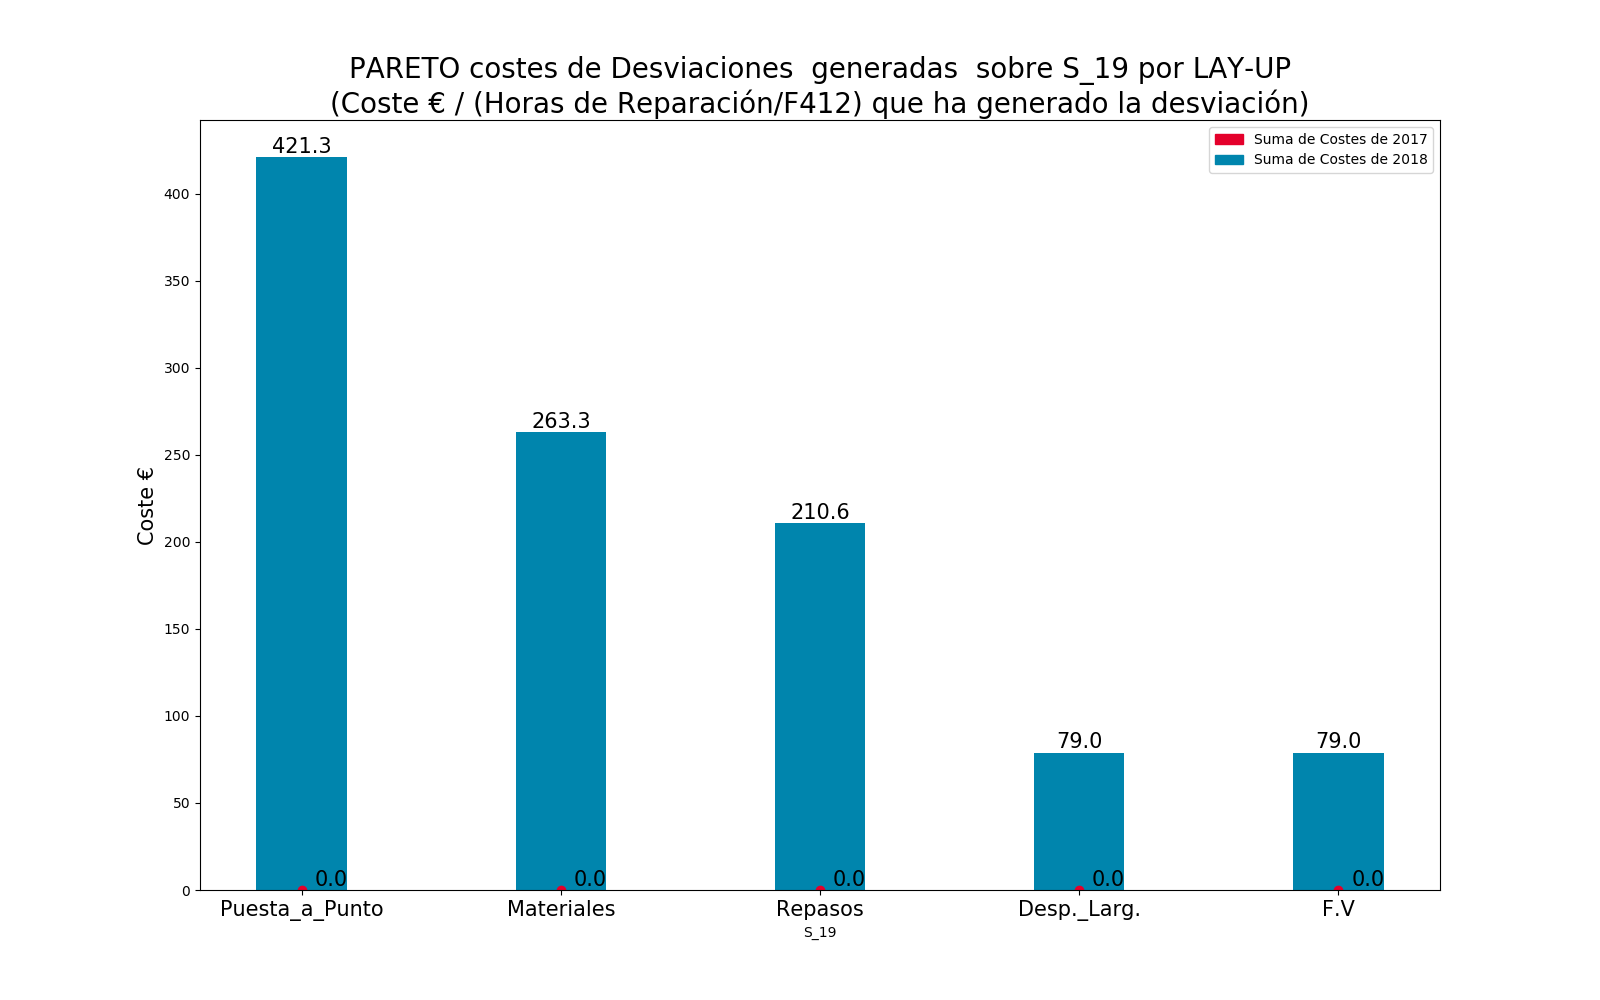 PARETO costes de Desviaciones  generadas  sobre S_19 por LAY-UP
(Coste € / (Horas de Reparación/F412) que ha generado la desviación)
Suma de Costes de 2017
Suma de Costes de 2018
421.3
263.3
210.6
79.0
79.0
400
350
300
250
200
150
100
50
0
Coste €
0.0
0.0
0.0
0.0
0.0
Puesta_a_Punto
Materiales
Repasos
Desp._Larg.
F.V
S_19